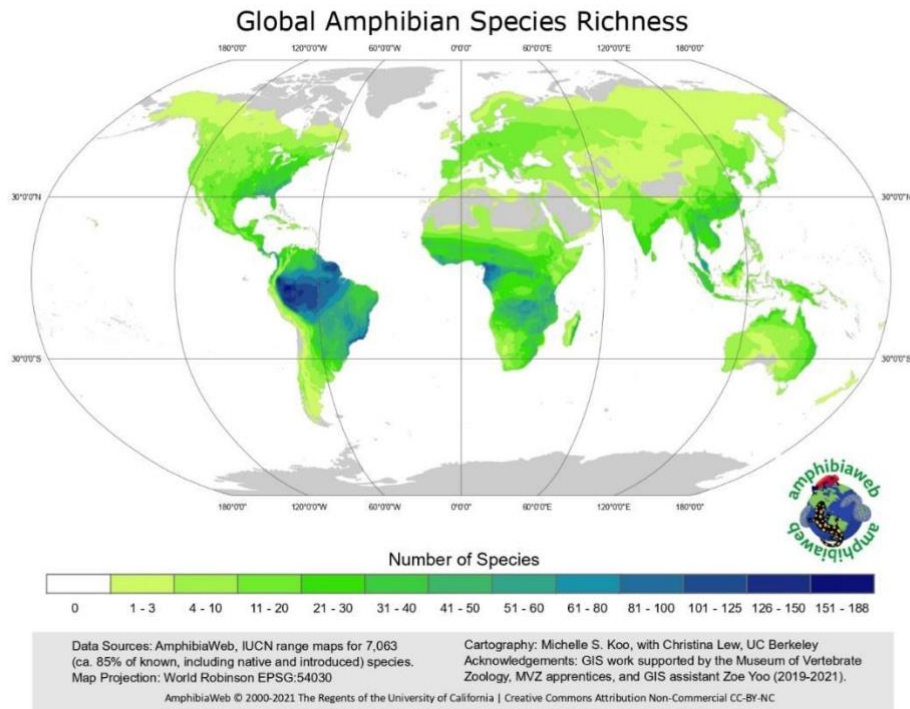 Global Amphibian Species Richness
180°0'0" 120°0'0"W 60°0'0"W 0°0'0" 60°0'0"E 120°0'0"E 180°0'0"
30°0'0"N 30°0'0"N
30°0'0"S 30°0'0"S
180°0'0" 120°0'0"W 60°0'0"W 0°0'0" 60°0'0"E 120°0'0"E 180°0'0"
amphibiaweb
amphibiaweb
Number of Species
0 1 - 3 4 - 10 11 - 20 21 - 30 31 - 40 41 - 50 51 - 60 61 - 80 81 - 100 101 - 125 126 - 150 151 - 188
Data Sources: AmphibiaWeb, IUCN range maps for 7,063
(ca. 85% of known, including native and introduced) species.
Map Projection: World Robinson EPSG:54030
Cartography: Michelle S. Koo, with Christina Lew, UC Berkeley
Acknowledgements: GIS work supported by the Museum of Vertebrate
Zoology, MVZ apprentices, and GIS assistant Zoe Yoo (2019-2021).
AmphibiaWeb © 2000-2021 The Regents of the University of California | Creative Commons Attribution Non-Commercial CC-BY-NC